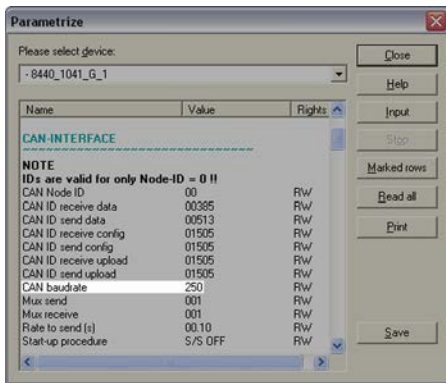 Parametrize
Please select device:
- 8440_1041_G_1
Close
Help
Input
Stop
Marked rows
Read all
Print
Save
Name Value Rights
CAN-INTERFACE
NOTE
IDs are valid for only Node-ID = 0 !!
CAN Node ID 00 RW
CAN ID receive data 00385 RW
CAN ID send data 00513 RW
CAN ID receive config 01505 RW
CAN ID send config 01505 RW
CAN ID receive upload 01505 RW
CAN ID send upload 01505 RW
CAN baudrate 250 RW
Mux send 001 RW
Mux receive 001 RW
Rate to send (s) 00.10 RW
Start-up procedure S/S OFF RW